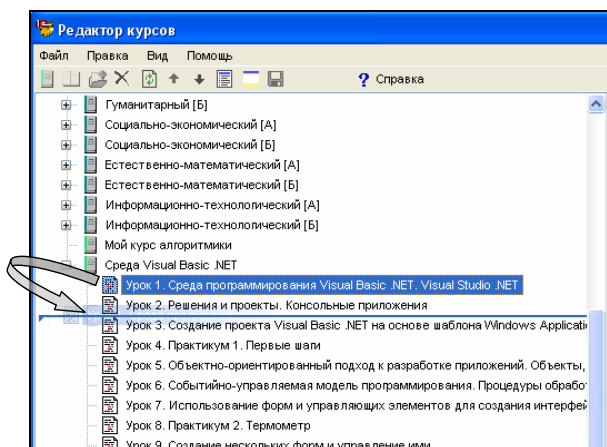 Редактор курсов
Файл Правка Вид Помощь
? Справка
Гуманитарный [Б]
Социально-экономический [А]
Социально-экономический [Б]
Естественно-математический [А]
Естественно-математический [Б]
Информационно-технологический [А]
Информационно-технологический [Б]
Мой курс алгоритмики
Среда Visual Basic .NET
Урок 1. Среда программирования Visual Basic .NET. Visual Studio .NET
Урок 2. Решения и проекты. Консольные приложения
Урок 3. Создание проекта Visual Basic .NET на основе шаблона Windows Applicati
Урок 4. Практикум 1. Первые шаги
Урок 5. Объектно-ориентированный подход к разработке приложений. Объекты,
Урок 6. Событийно-управляемая модель программирования. Процедуры обрабо
Урок 7. Использование форм и управляющих элементов для создания интерфей
Урок 8. Практикум 2. Термометр
Урок 9. Создание нескольких форм и управление ими